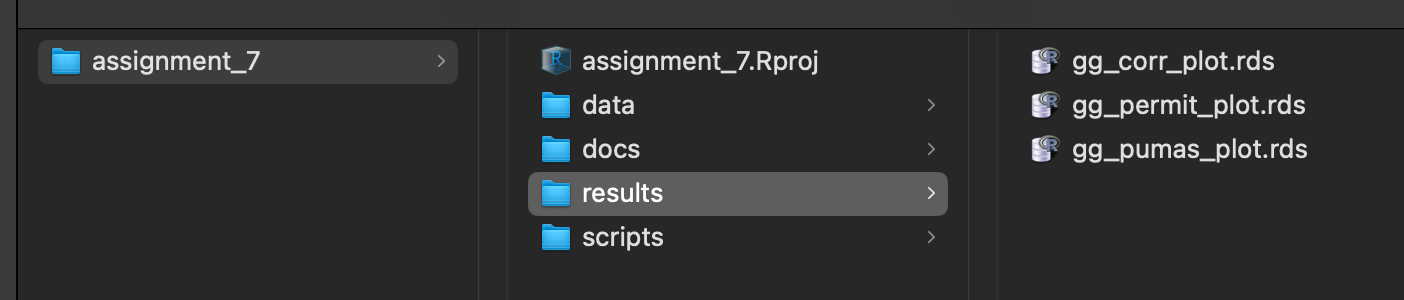 assignment_7
assignment_7.Rproj
data
docs
results
scripts
gg_corr_plot.rds
gg_permit_plot.rds
gg_pumas_plot.rds